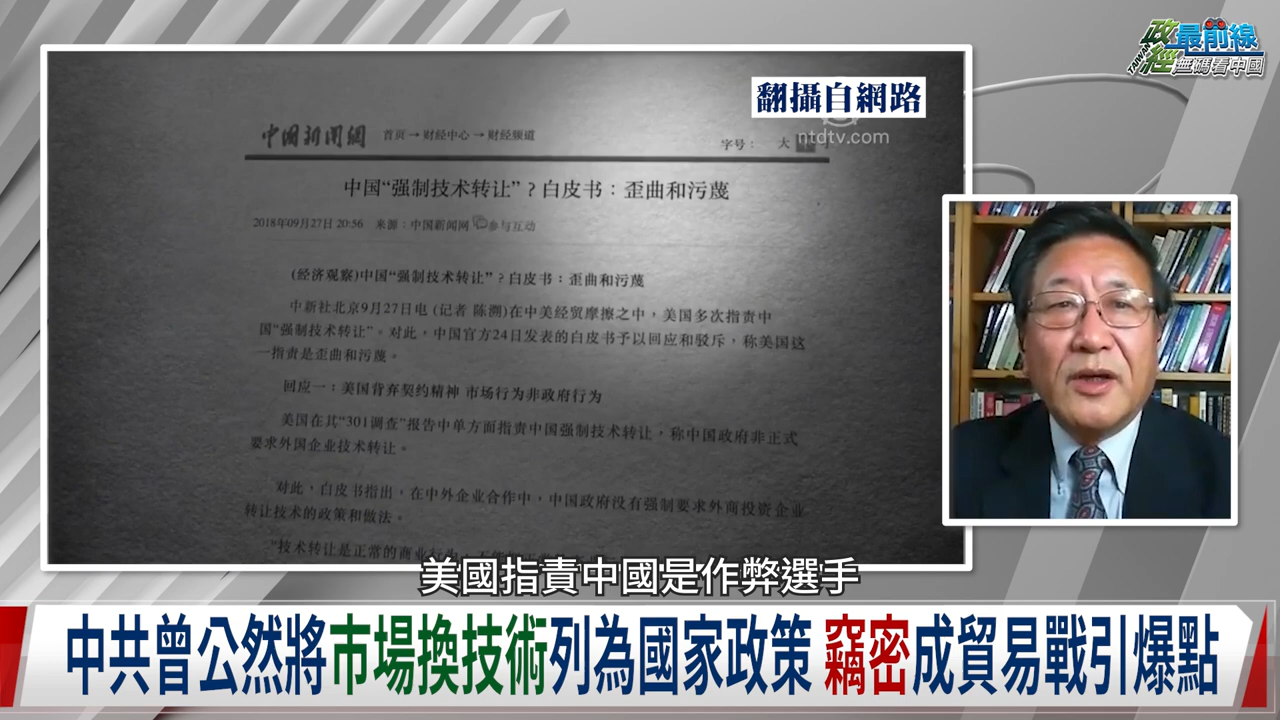 政經最前線
TAIWAN
無碼看中國
翻攝自網路
ntdtv.com
中国新闻網 首页→财经中心→财经频道
字号： 大
中国“强制技术转让”？白皮书：歪曲和污蔑
2018年09月27日 20:56 来源：中国新闻网 参与互动
(经济观察)中国“强制技术转让”？白皮书：歪曲和污蔑
中新社北京9月27日电 (记者 陈溯)在中美经贸摩擦之中，美国多次指责中
国“强制技术转让”。对此，中国官方24日发表的白皮书予以回应和驳斥，称美国这
一指责是歪曲和污蔑。
回应一：美国背弃契约精神 市场行为非政府行为
美国在其“301调查”报告中单方面指责中国强制技术转让，称中国政府非正式
要求外国企业技术转让。
对此，白皮书指出，在中外企业合作中，中国政府没有强制要求外商投资企业
转让技术的政策和做法。
“技术转让是正常的商业行为，
美國指責中國是作弊選手
中共曾公然將市場換技術列為國家政策 竊密成貿易戰引爆點